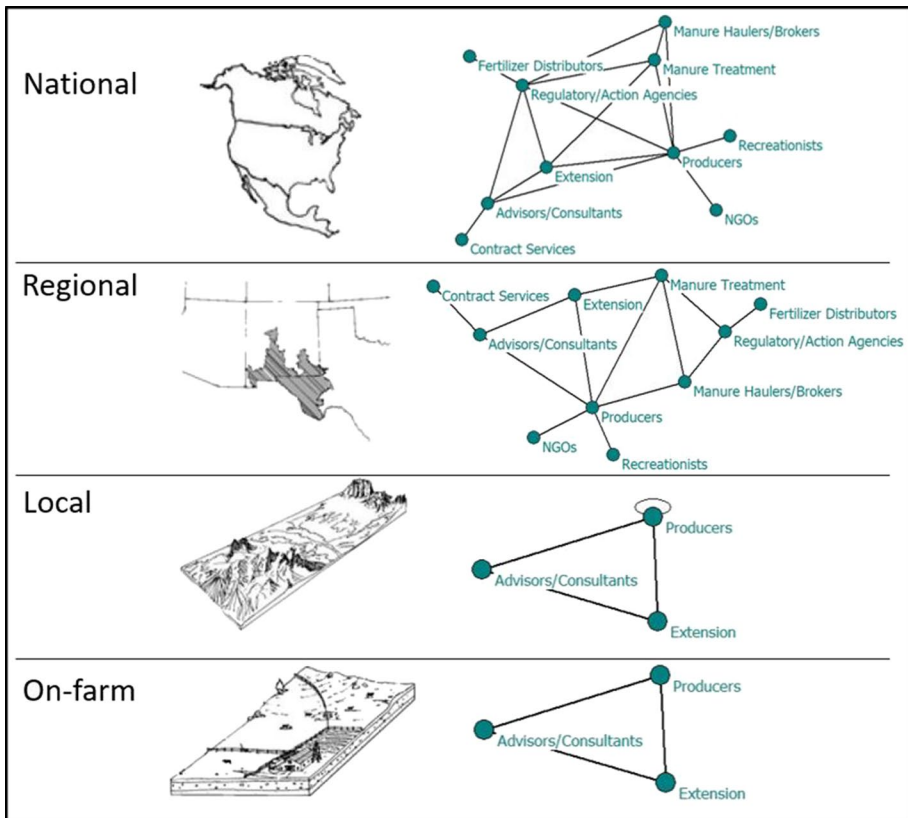 National
Manure Haulers/Brokers
Fertilizer Distributors
Manure Treatment
Regulatory/Action Agencies
Recreationists
Producers
Extension
Advisors/Consultants
NGOs
Contract Services
Regional
Manure Treatment
Contract Services
Extension
Fertilizer Distributors
Regulatory/Action Agencies
Advisors/Consultants
Manure Haulers/Brokers
Producers
NGOs
Recreationists
Local
Producers
Advisors/Consultants
Extension
On-farm
Producers
Advisors/Consultants
Extension